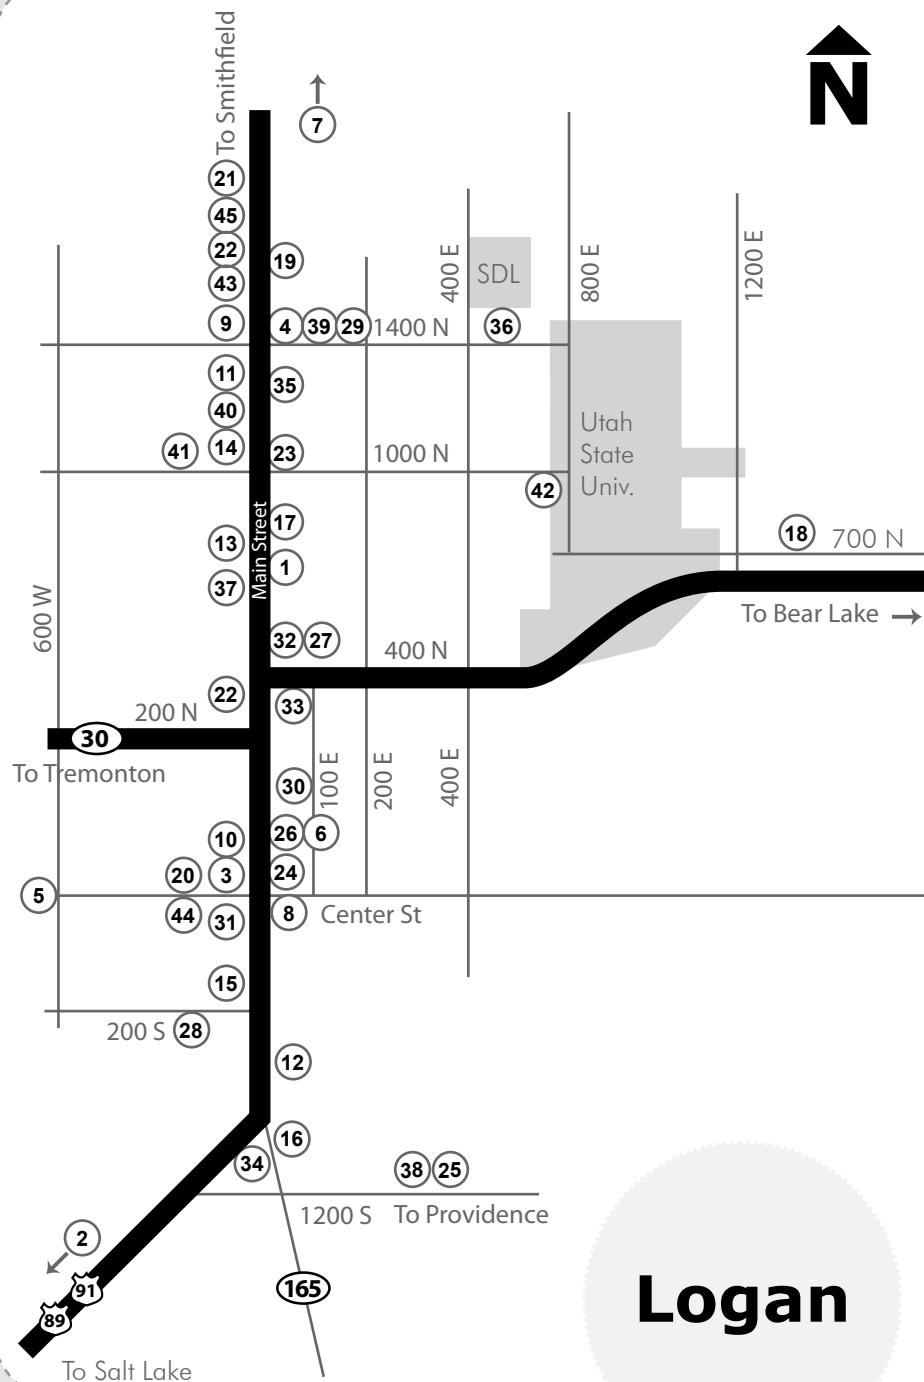 To Smithfield
N
7
21
45
22
19
43
400 E
SDL
800 E
1200 E
9
4
39
29
1400 N
36
11
35
40
41
14
23
1000 N
Utah
State
Univ.
42
17
18
700 N
13
Main Street
1
37
600 W
To Bear Lake
32
27
400 N
22
33
200 N
30
To Tremonton
30
100 E
200 E
400 E
10
26
6
20
3
24
5
44
31
8
Center St
15
200 S
28
12
16
34
38
25
1200 S
To Providence
2
91
89
165
Logan
To Salt Lake